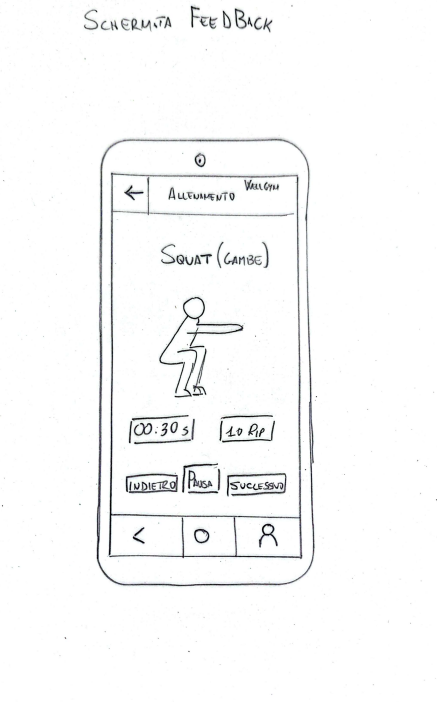 SCHERMATA FEEDBACK
ALLENAMENTO
SQUAT (GAMBE)
00:30 s
10 RIP
INDIETRO
PAUSA
SUCCESSIVO